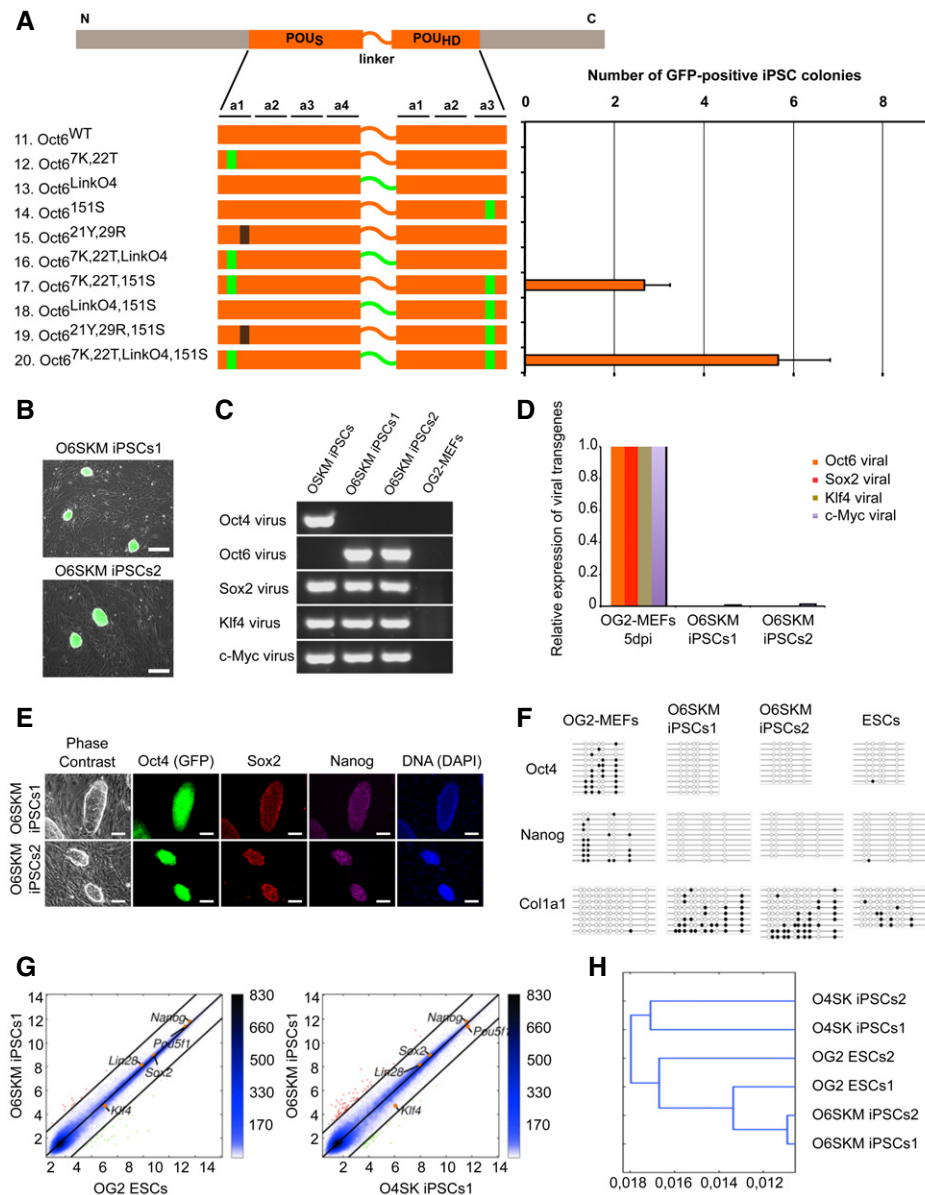 A
N
C
POUS
POUHD
linker
Number of GFP-positive iPSC colonies
0 2 4 6 8
a1 a2 a3 a4 a1 a2 a3
11. Oct6WT
12. Oct67K,22T
13. Oct6LinkO4
14. Oct6151S
15. Oct621Y,29R
16. Oct67K,22T,LinkO4
17. Oct67K,22T,151S
18. Oct6LinkO4,151S
19. Oct621Y,29R,151S
20. Oct67K,22T,LinkO4,151S
B
O6SKM iPSCs1
O6SKM iPSCs2
C
OSKM iPSCs
O6SKM iPSCs1
O6SKM iPSCs2
OG2-MEFs
Oct4 virus
Oct6 virus
Sox2 virus
Klf4 virus
c-Myc virus
D
Relative expression of viral transgenes
1.0
0.8
0.6
0.4
0.2
0
OG2-MEFs
5dpi
O6SKM
iPSCs1
O6SKM
iPSCs2
Oct6 viral
Sox2 viral
Klf4 viral
c-Myc viral
E
Phase
Contrast
Oct4 (GFP)
Sox2
Nanog
DNA (DAPI)
O6SKM
iPSCs1
O6SKM
iPSCs2
F
OG2-MEFs
O6SKM
iPSCs1
O6SKM
iPSCs2
ESCs
Oct4
Nanog
Col1a1
G
O6SKM iPSCs1
14
12
10
8
6
4
2
Nanog
Pou5f1
Lin28
Sox2
Klf4
2 4 6 8 10 12 14
OG2 ESCs
830
660
500
330
170
O6SKM iPSCs1
14
12
10
8
6
4
2
Nanog
Pou5f1
Sox2
Lin28
Klf4
2 4 6 8 10 12 14
O4SK iPSCs1
830
660
500
330
170
H
O4SK iPSCs2
O4SK iPSCs1
OG2 ESCs2
OG2 ESCs1
O6SKM iPSCs2
O6SKM iPSCs1
0,018 0,016 0,014 0,012